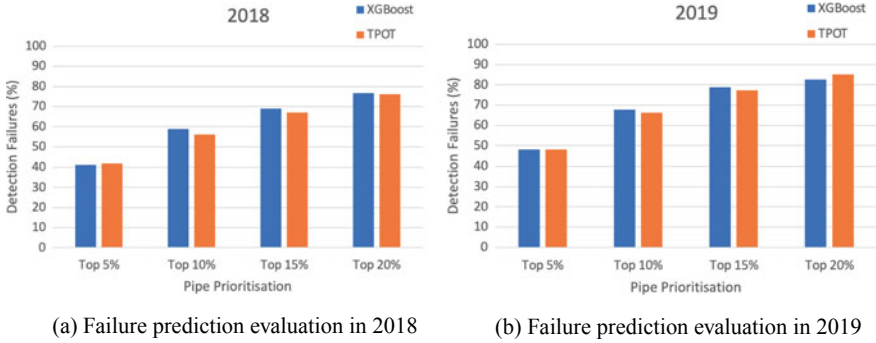 2018
XGBoost
TPOT
Detection Failures (%)
100
90
80
70
60
50
40
30
20
10
0
Top 5% Top 10% Top 15% Top 20%
Pipe Prioritisation
(a) Failure prediction evaluation in 2018
2019
XGBoost
TPOT
Detection Failures (%)
100
90
80
70
60
50
40
30
20
10
0
Top 5% Top 10% Top 15% Top 20%
Pipe Prioritisation
(b) Failure prediction evaluation in 2019